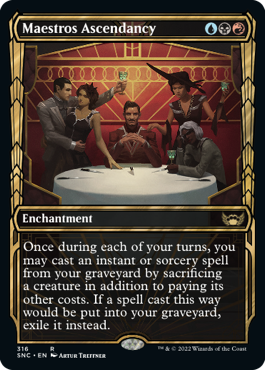 Maestros Ascendancy
Enchantment
Once during each of your turns, you
may cast an instant or sorcery spell
from your graveyard by sacrificing
a creature in addition to paying its
other costs. If a spell cast this way
would be put into your graveyard,
exile it instead.
316 R
SNC • EN Artur Treffner
™ & © 2022 Wizards of the Coast